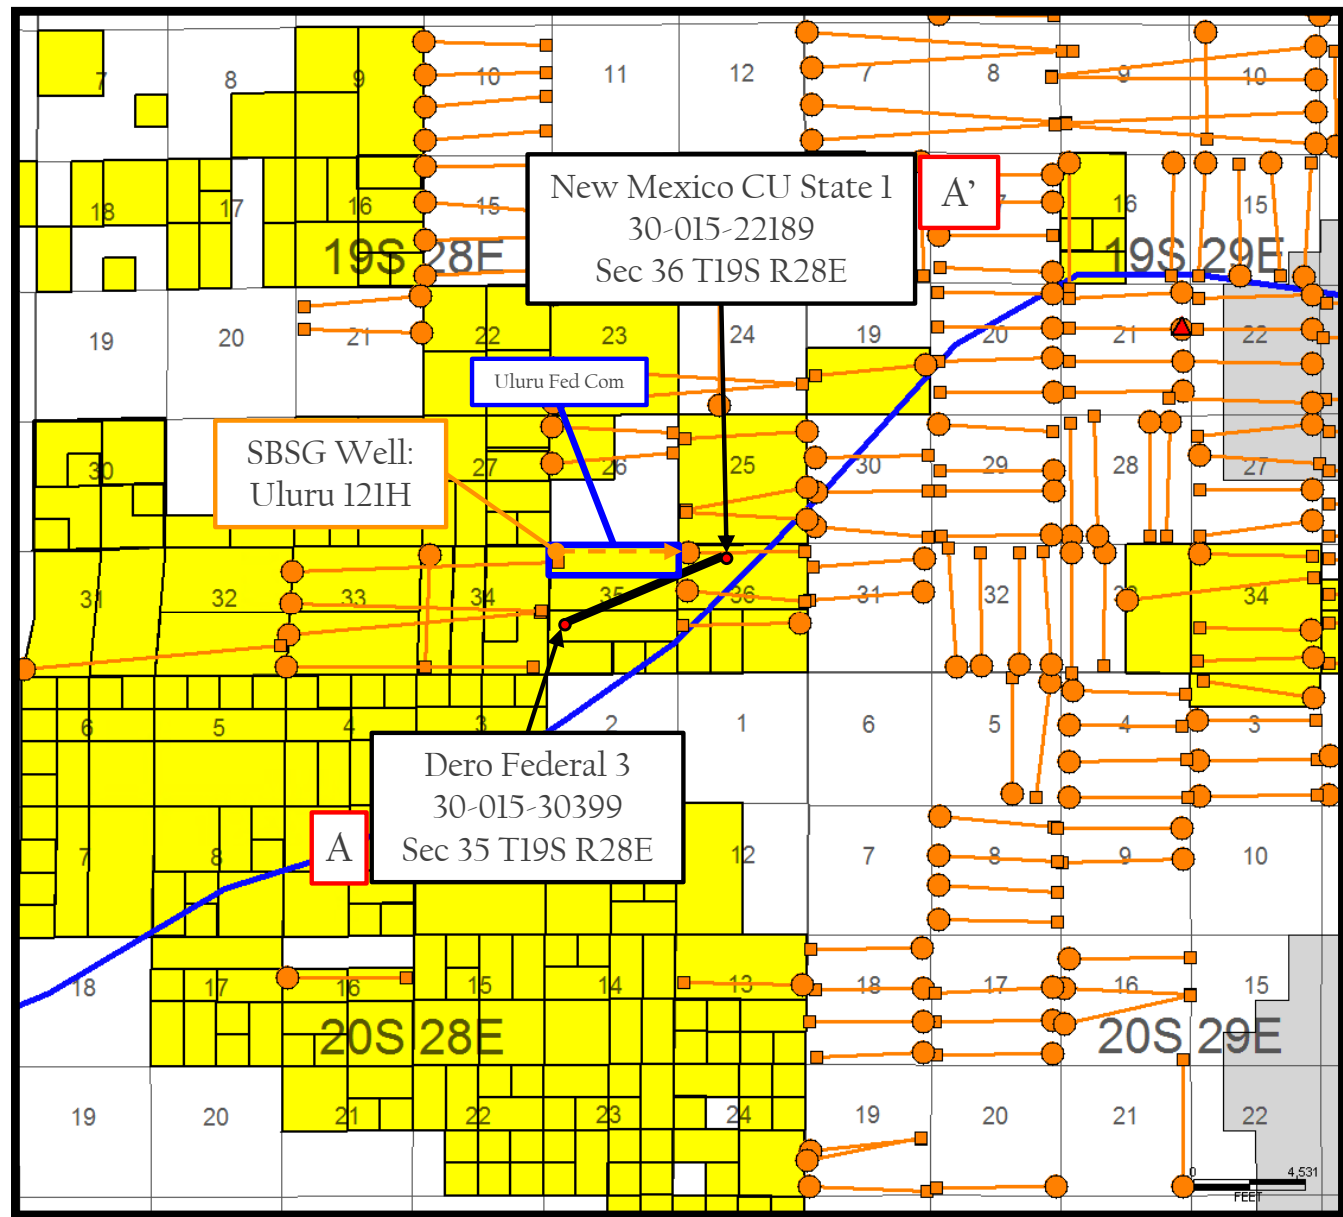 7 8 9 10 11 12 7 8 9 10
New Mexico CU State 1
30-015-22189
Sec 36 T19S R28E
A'
18 17 16 15 16 15
19S 28E 19S 29E
19 20 21 22 23 24 19 20 21 22
Uluru Fed Com
SBSG Well:
Uluru 121H
30 27 26 25 30 29 28 27
31 32 33 34 35 36 31 32 34
6 5 4 3 2 1 6 5 4 3
Dero Federal 3
30-015-30399
Sec 35 T19S R28E
A
7 8 12 7 8 9 10
18 17 16 15 14 13 18 17 16 15
20S 28E 20S 29E
19 20 21 22 23 24 19 20 21 22
0 4,531
FEET